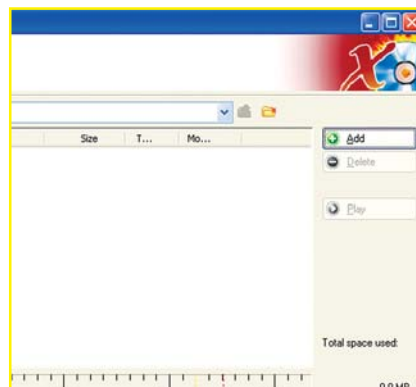 Size T... Mo...
Add
Delete
Play
Total space used:
0.0 MB